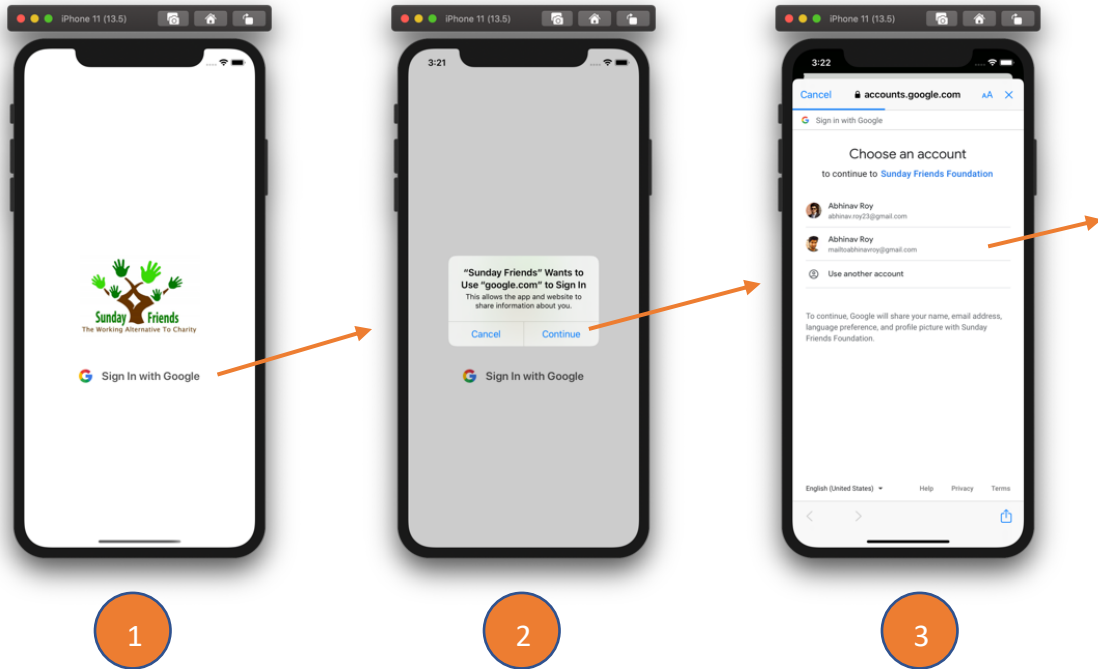 iPhone 11 (13.5)
Sunday Friends
The Working Alternative To Charity
Sign In with Google
1
iPhone 11 (13.5)
3:21
“Sunday Friends” Wants to
Use “google.com” to Sign In
This allows the app and website to
share information about you.
Cancel Continue
Sign In with Google
2
iPhone 11 (13.5)
3:22
Cancel accounts.google.com AA
Sign in with Google
Choose an account
to continue to Sunday Friends Foundation
Abhinav Roy
abhinav.roy23@gmail.com
Abhinav Roy
mailtoabhinavroy@gmail.com
Use another account
To continue, Google will share your name, email address,
language preference, and profile picture with Sunday
Friends Foundation.
English (United States) Help Privacy Terms
3